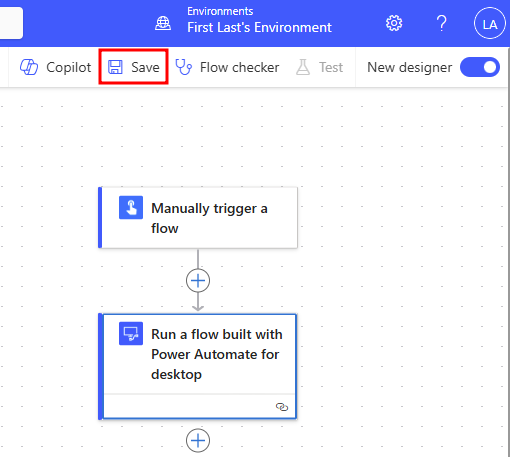 Environments
First Last's Environment
?
LA
Copilot
Save
Flow checker
Test
New designer
Manually trigger a
flow
Run a flow built with
Power Automate for
desktop